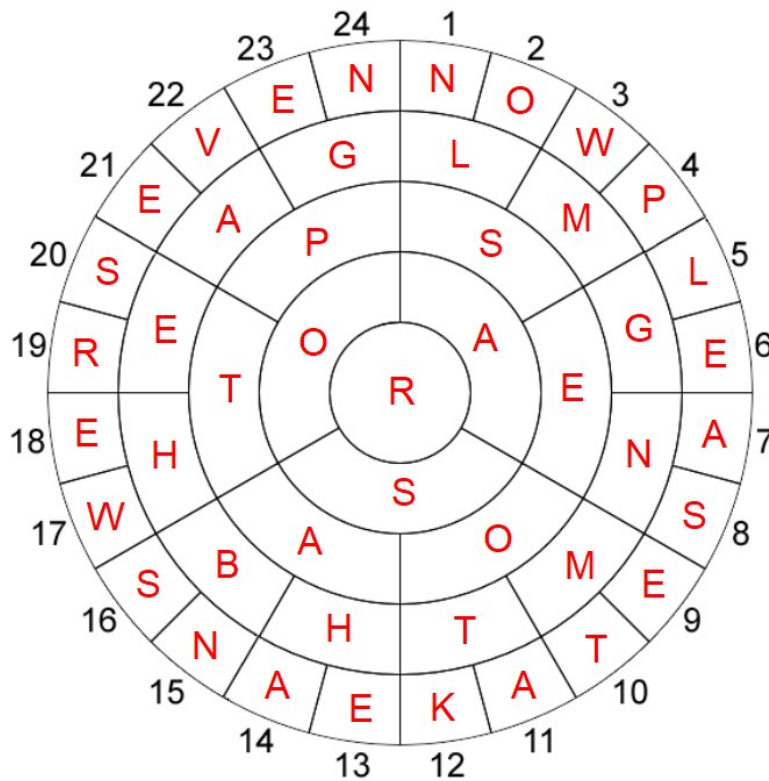 1 2 3 4 5 6 7 8 9 10 11 12 13 14 15 16 17 18 19 20 21 22 23 24
N O W P L E A S E T A K E A N S W E R S E V E N
L M G N M T H B H E A G
S E O A T P
A S O
R